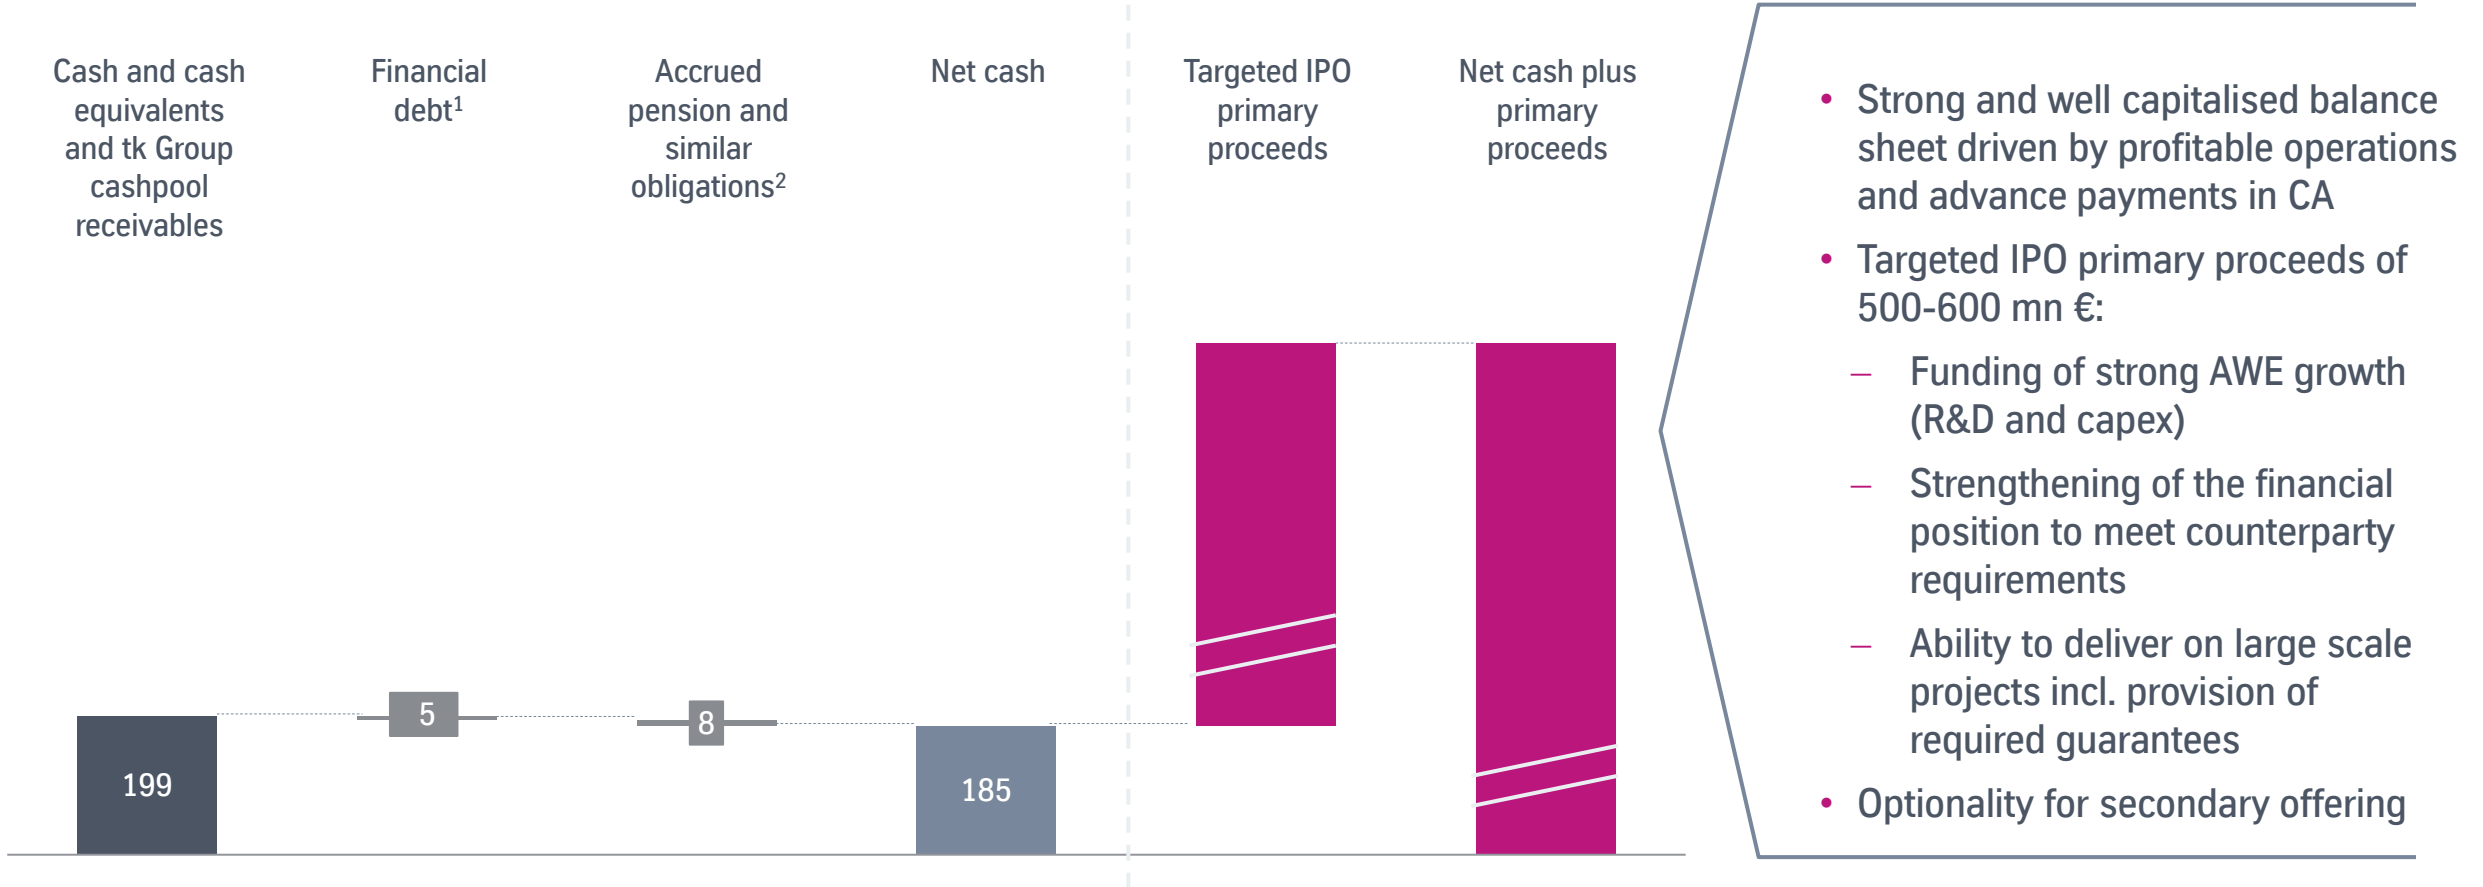 Cash and cash
equivalents
and tk Group
cashpool
receivables
Financial
debt1
Accrued
pension and
similar
obligations2
Net cash
Targeted IPO
primary
proceeds
Net cash plus
primary
proceeds
199
5
8
185
• Strong and well capitalised balance
sheet driven by profitable operations
and advance payments in CA
• Targeted IPO primary proceeds of
500-600 mn €:
– Funding of strong AWE growth
(R&D and capex)
– Strengthening of the financial
position to meet counterparty
requirements
– Ability to deliver on large scale
projects incl. provision of
required guarantees
• Optionality for secondary offering